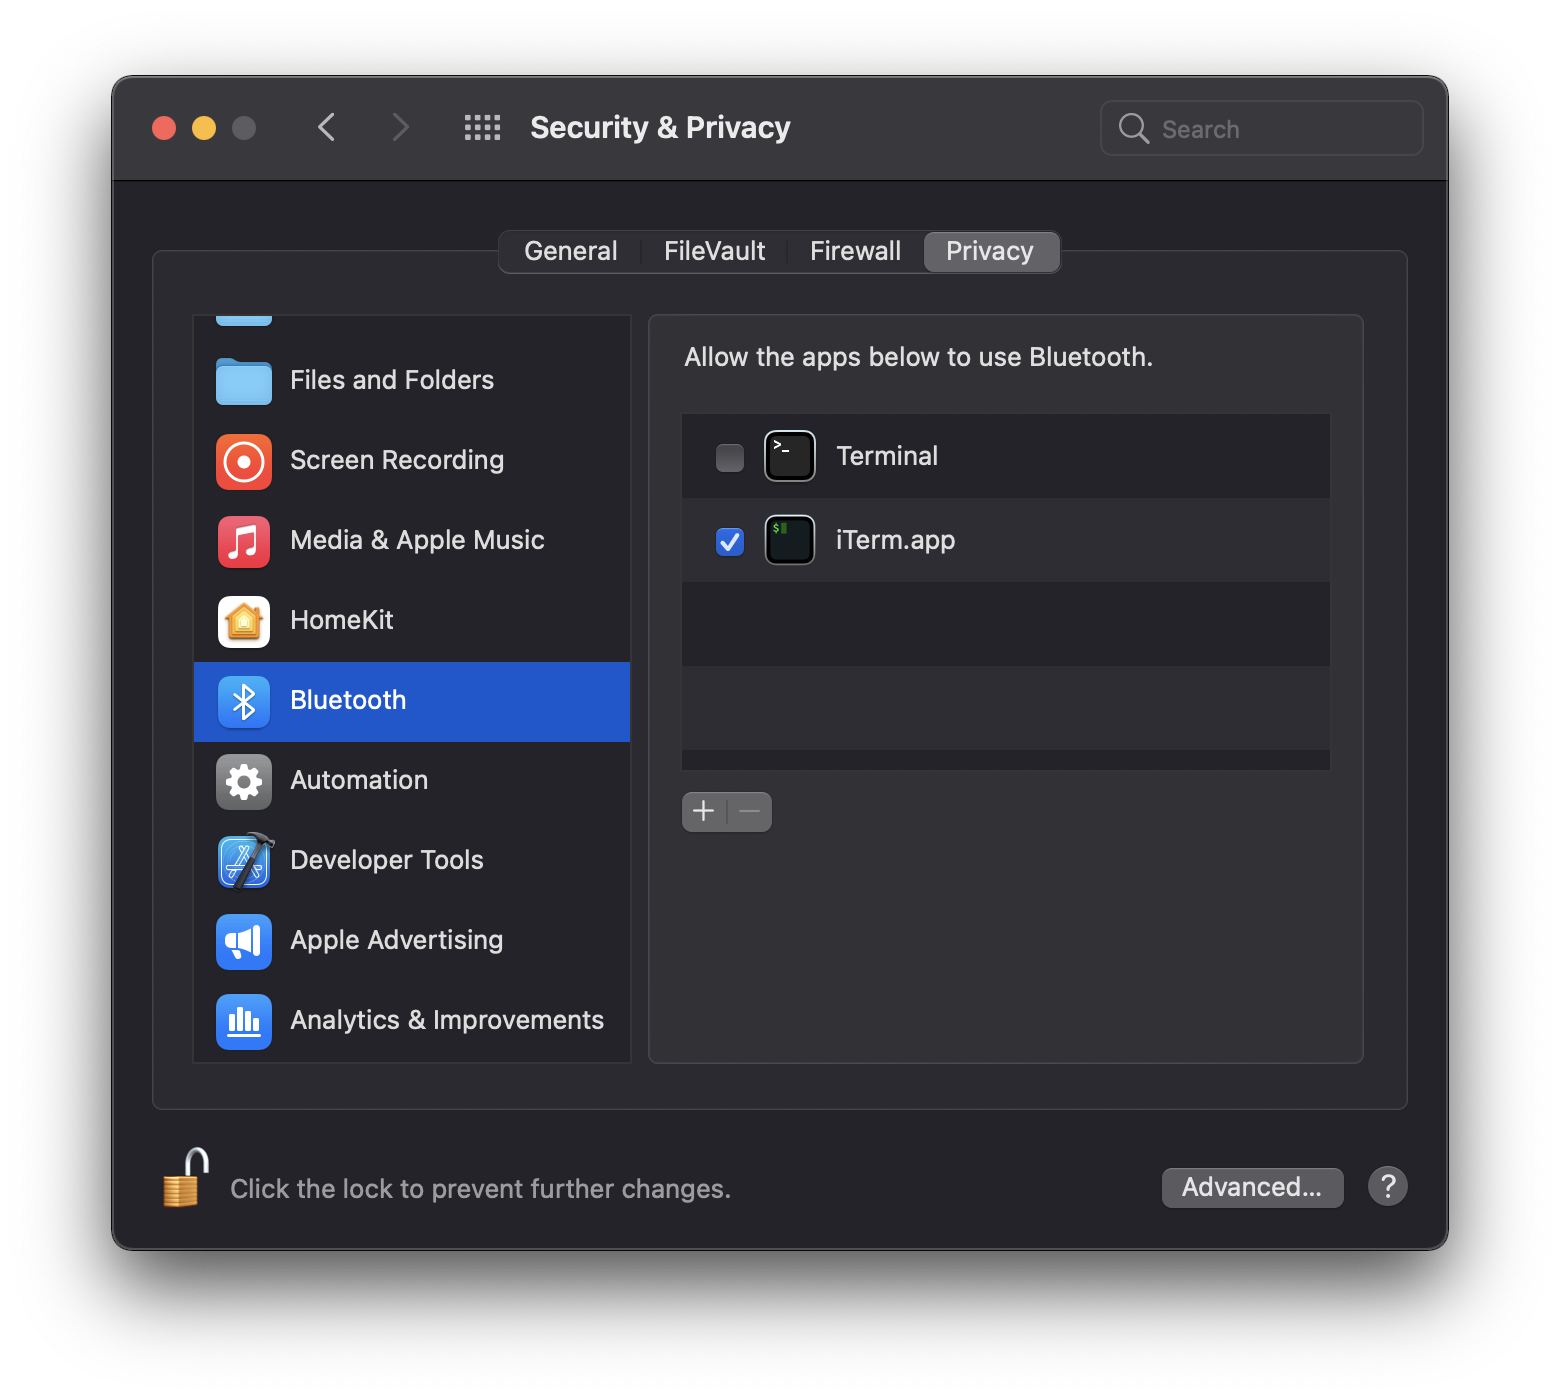 Security & Privacy
Search
General
FileVault
Firewall
Privacy
Files and Folders
Screen Recording
Media & Apple Music
HomeKit
Bluetooth
Automation
Developer Tools
Apple Advertising
Analytics & Improvements
Allow the apps below to use Bluetooth.
>_
Terminal
$
iTerm.app
Click the lock to prevent further changes.
Advanced...
?